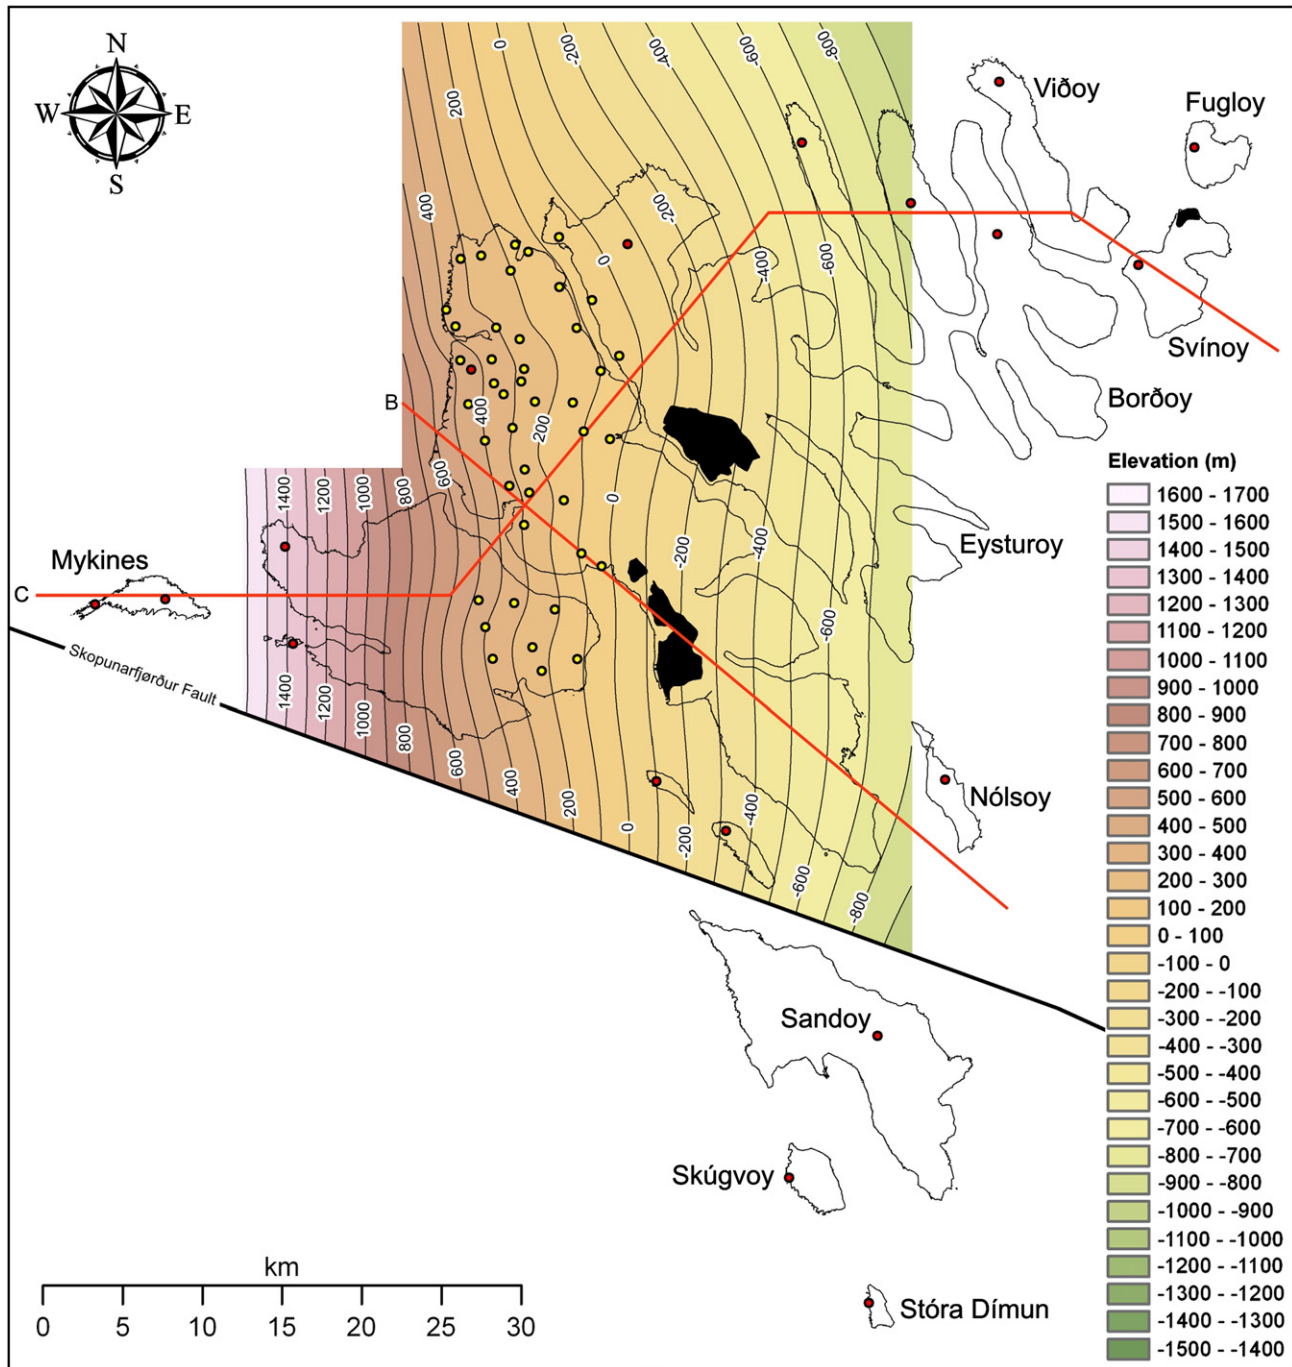 N
W E
S
Viðoy
Fugloy
Svínoy
Borðoy
Eysturoy
Mykines
Nólsoy
Sandoy
Skúgvoy
Stóra Dímun
B
C
Skopunarfjørður Fault
0
-200
-400
-600
-800
200
400
-200
0
-400
-600
400
200
600
0
800
1000
1200
1400
-200
-400
-600
1400
1200
1000
800
600
400
200
0
-200
-400
-600
-800
Elevation (m)
1600 - 1700
1500 - 1600
1400 - 1500
1300 - 1400
1200 - 1300
1100 - 1200
1000 - 1100
900 - 1000
800 - 900
700 - 800
600 - 700
500 - 600
400 - 500
300 - 400
200 - 300
100 - 200
0 - 100
-100 - 0
-200 - -100
-300 - -200
-400 - -300
-500 - -400
-600 - -500
-700 - -600
-800 - -700
-900 - -800
-1000 - -900
-1100 - -1000
-1200 - -1100
-1300 - -1200
-1400 - -1300
-1500 - -1400
km
0 5 10 15 20 30